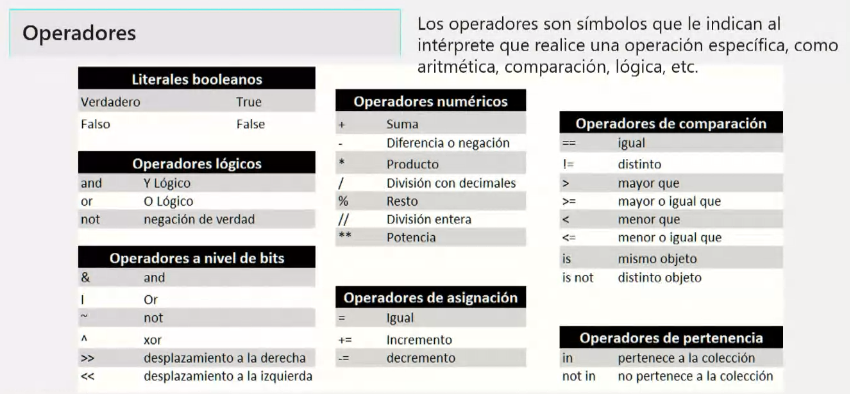 Operadores
Los operadores son símbolos que le indican al
intérprete que realice una operación específica, como
aritmética, comparación, lógica, etc.
Literales booleanos
Verdadero True
Falso False
Operadores lógicos
and Y Lógico
or O Lógico
not negación de verdad
Operadores a nivel de bits
& and
| Or
~ not
^ xor
>> desplazamiento a la derecha
<< desplazamiento a la izquierda
Operadores numéricos
+ Suma
- Diferencia o negación
* Producto
/ División con decimales
% Resto
// División entera
** Potencia
Operadores de asignación
= Igual
+= Incremento
-= decremento
Operadores de comparación
== igual
!= distinto
> mayor que
>= mayor o igual que
< menor que
<= menor o igual que
is mismo objeto
is not distinto objeto
Operadores de pertenencia
in pertenece a la colección
not in no pertenece a la colección